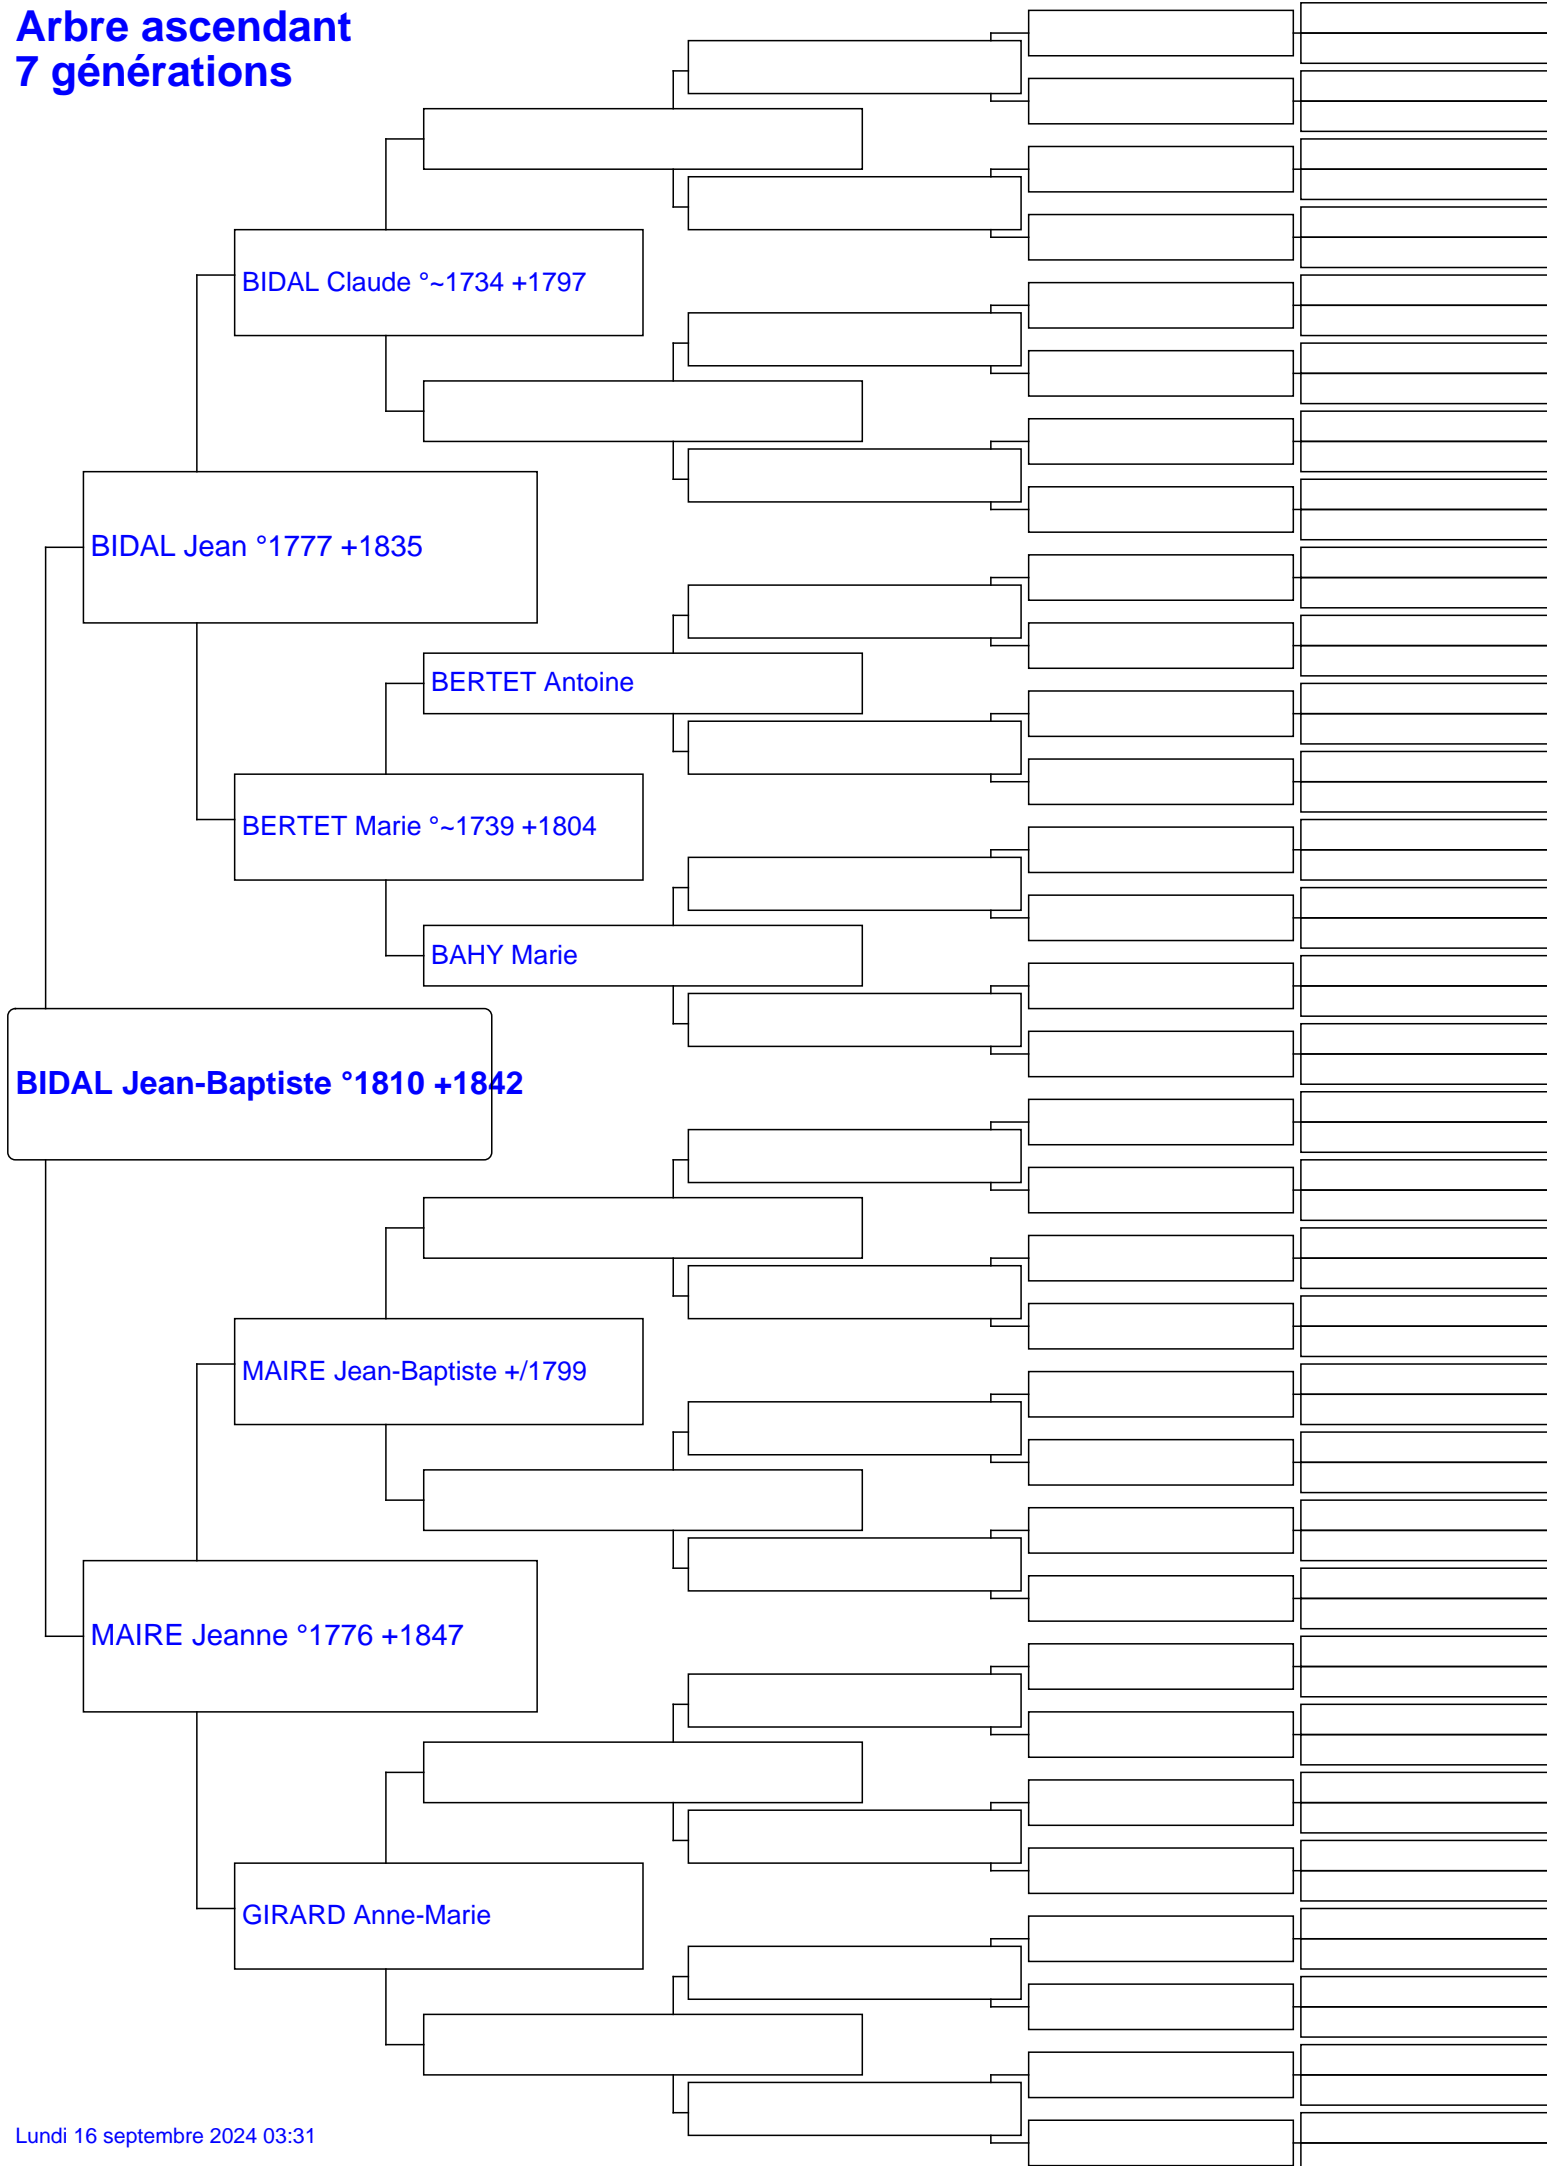 Arbre ascendant
7 générations
BIDAL Claude °~1734 +1797
BIDAL Jean °1777 +1835
BERTET Antoine
BERTET Marie °~1739 +1804
BAHY Marie
BIDAL Jean-Baptiste °1810 +1842
MAIRE Jean-Baptiste +/1799
MAIRE Jeanne °1776 +1847
GIRARD Anne-Marie
Lundi 16 septembre 2024 03:31